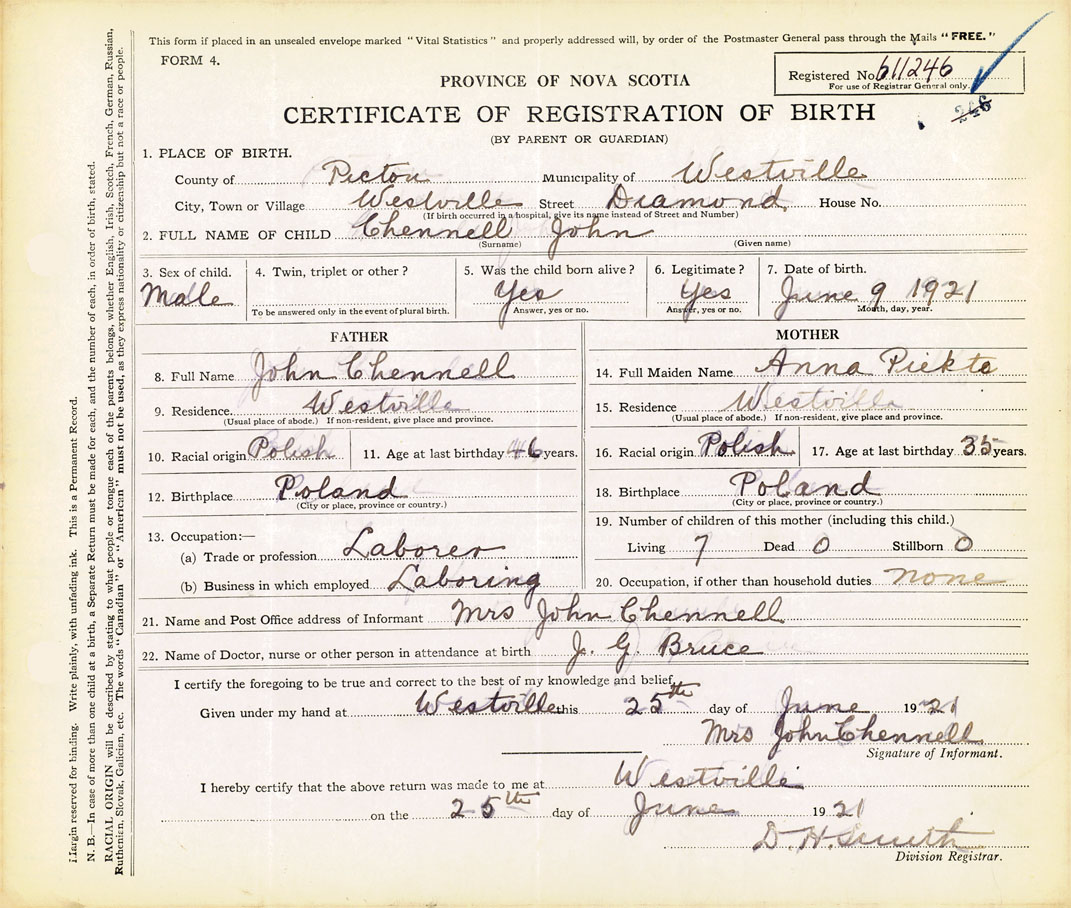 This form if placed in an unsealed envelope marked "Vital Statistics" and properly addressed will, by order of the Postmaster General pass through the Mails "FREE."
FORM 4.
Registered No. 611246
For use of Registrar General only.
246
PROVINCE OF NOVA SCOTIA
CERTIFICATE OF REGISTRATION OF BIRTH
(BY PARENT OR GUARDIAN)
1. PLACE OF BIRTH.
County of Pictou Municipality of Westville
City, Town or Village Westville Street Diamond. House No.
(If birth occurred in a hospital, give its name instead of Street and Number)
2. FULL NAME OF CHILD Chennell John
(Surname) (Given name)
3. Sex of child. 4. Twin, triplet or other? 5. Was the child born alive? 6. Legitimate? 7. Date of birth.
Male Yes Yes June 9 1921
To be answered only in the event of plural birth. Answer, yes or no. Answer, yes or no. Month, day, year.
FATHER
8. Full Name John Chennell
9. Residence. Westville
(Usual place of abode.) If non-resident, give place and province.
10. Racial origin Polish 11. Age at last birthday 46 years.
12. Birthplace Poland
(City or place, province or country.)
13. Occupation:—
(a) Trade or profession. Laborer
(b) Business in which employed Laboring
MOTHER
14. Full Maiden Name Anna Piekto
15. Residence Westville
(Usual place of abode.) If non-resident, give place and province.
16. Racial origin Polish. 17. Age at last birthday 35 years.
18. Birthplace Poland
(City or place, province or country.)
19. Number of children of this mother (including this child.)
Living 7 Dead 0 Stillborn 0
20. Occupation, if other than household duties none
21. Name and Post Office address of Informant Mrs John Chennell
22. Name of Doctor, nurse or other person in attendance at birth J. G. Bruce
I certify the foregoing to be true and correct to the best of my knowledge and belief.
Given under my hand at Westville this 25th day of June 1921
Mrs John Chennell
Signature of Informant.
I hereby certify that the above return was made to me at Westville
on the 25th day of June 1921
D. H. Smith
Division Registrar.
Margin reserved for binding. Write plainly, with unfading ink. This is a Permanent Record.
N. B.—In case of more than one child at a birth, a Separate Return must be made for each, and the number of each, in order of birth, stated.
RACIAL ORIGIN will be described by stating to what people or tongue each of the parents belongs, whether English, Irish, Scotch, French, German, Russian,
Ruthenien, Slovak, Galician, etc. The words "Canadian" or "American" must not be used, as they express nationality or citizenship but not a race or people.